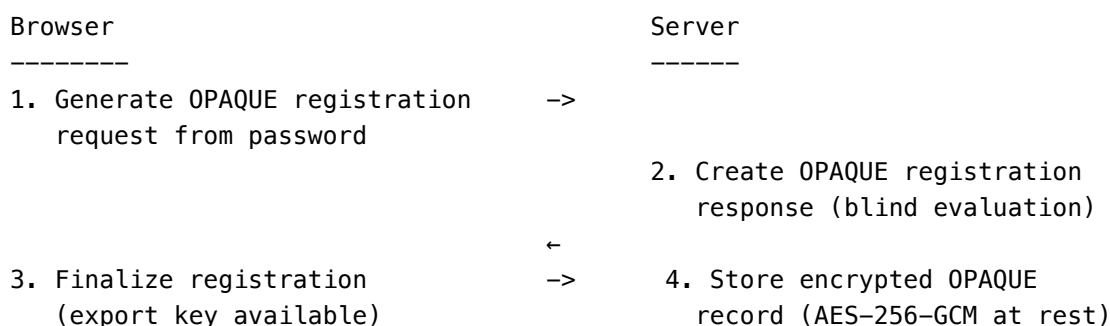 Browser                                    Server
--------                                   ------
1. Generate OPAQUE registration     ->
   request from password
                                           2. Create OPAQUE registration
                                              response (blind evaluation)
                                    ←
3. Finalize registration            ->      4. Store encrypted OPAQUE
   (export key available)                     record (AES-256-GCM at rest)